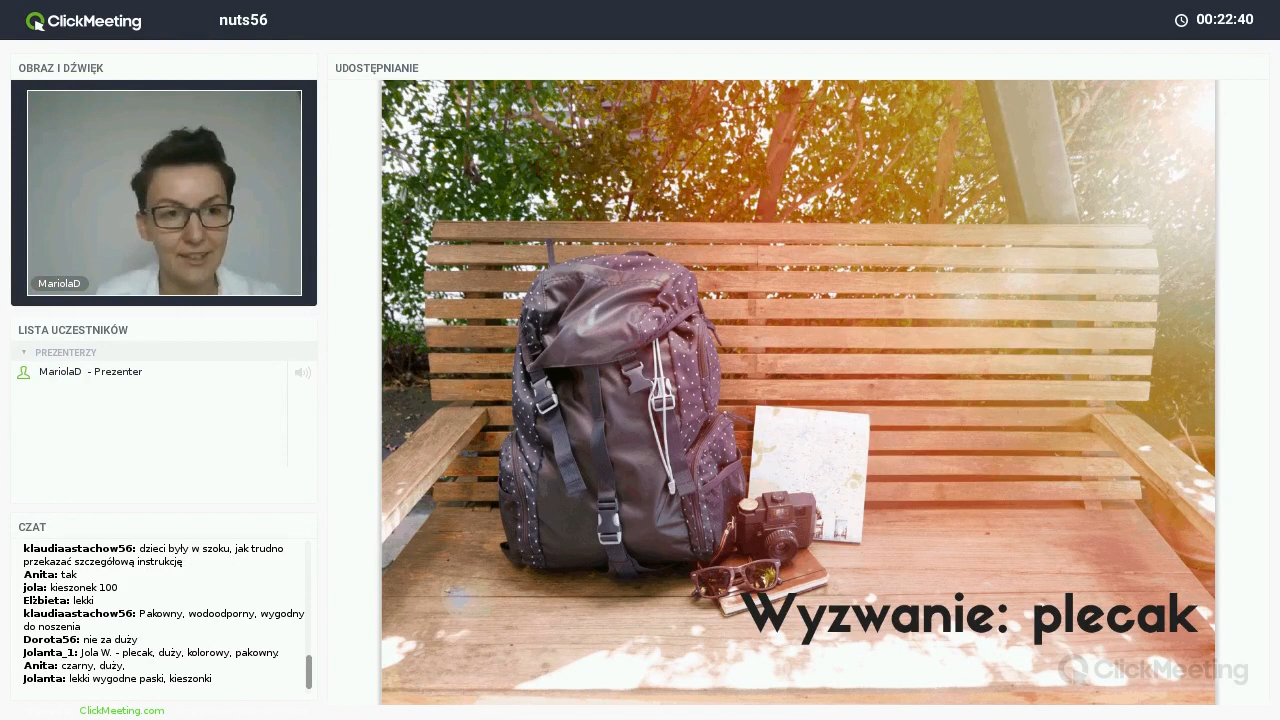 ClickMeeting
nuts56
00:22:40
OBRAZ I DŹWIĘK
MariolaD
LISTA UCZESTNIKÓW
PREZENTERZY
MariolaD - Prezenter
CZAT
klaudiaastachow56: dzieci były w szoku, jak trudno
przekazać szczegółową instrukcję
Anita: tak
jola: kieszonek 100
Elżbieta: lekki
klaudiaastachow56: Pakowny, wodoodporny, wygodny
do noszenia
Dorota56: nie za duży
Jolanta_1: Jola W. - plecak, duży, kolorowy, pakowny.
Anita: czarny, duży,
Jolanta: lekki wygodne paski, kieszonki
ClickMeeting.com
UDOSTĘPNIANIE
Wyzwanie: plecak
ClickMeeting